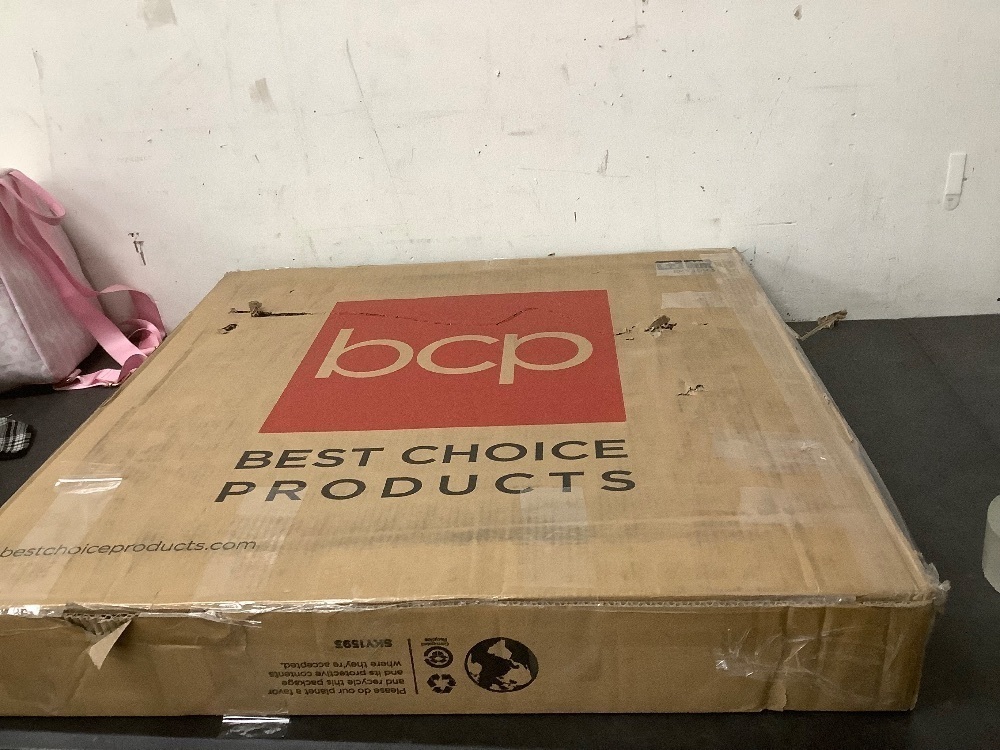 bcp
BEST CHOICE
PRODUCTS
bestchoiceproducts.com
Please do our planet a favor
and recycle this package
and its protective contents
where they're accepted.
SKY1593